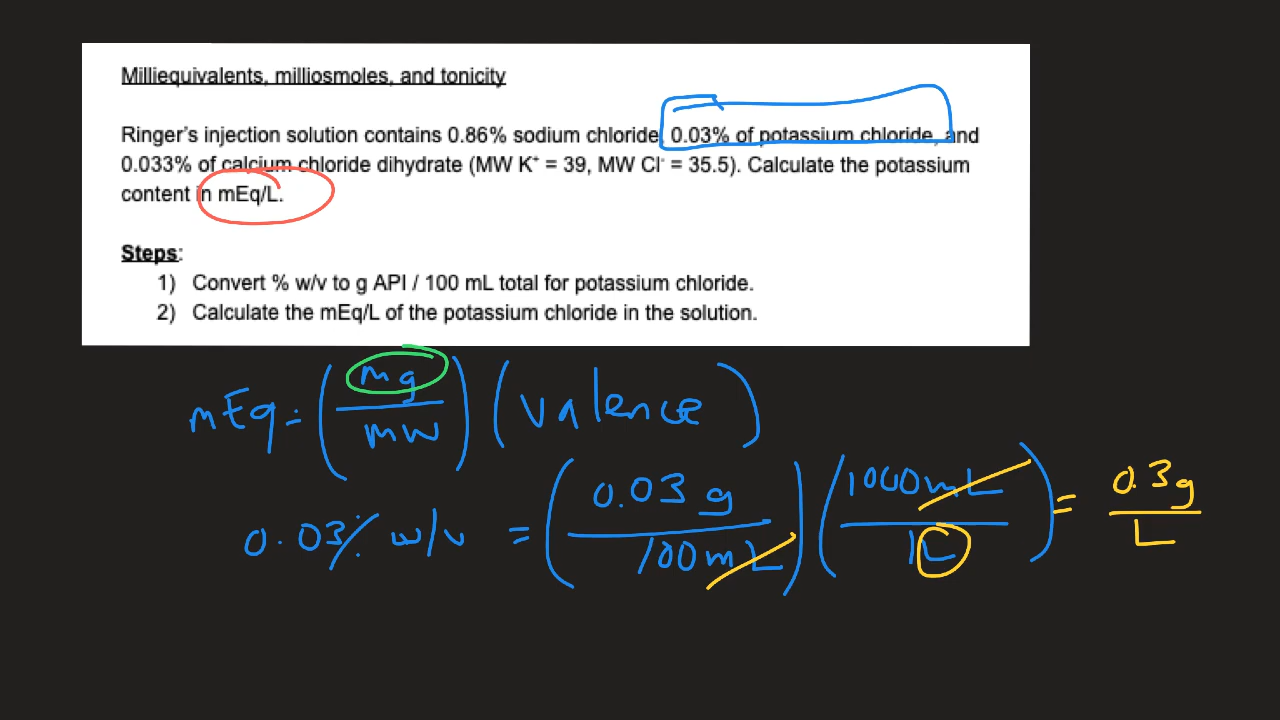 Milliequivalents, milliosmoles, and tonicity
Ringer's injection solution contains 0.86% sodium chloride, 0.03% of potassium chloride, and
0.033% of calcium chloride dihydrate (MW K⁺ = 39, MW Cl⁻ = 35.5). Calculate the potassium
content in mEq/L.
Steps:
1) Convert % w/v to g API / 100 mL total for potassium chloride.
2) Calculate the mEq/L of the potassium chloride in the solution.
mEq = (mg / mw) (valence)
0.03% w/v = (0.03 g / 100 mL) (1000 mL / 1L) = 0.3 g / L